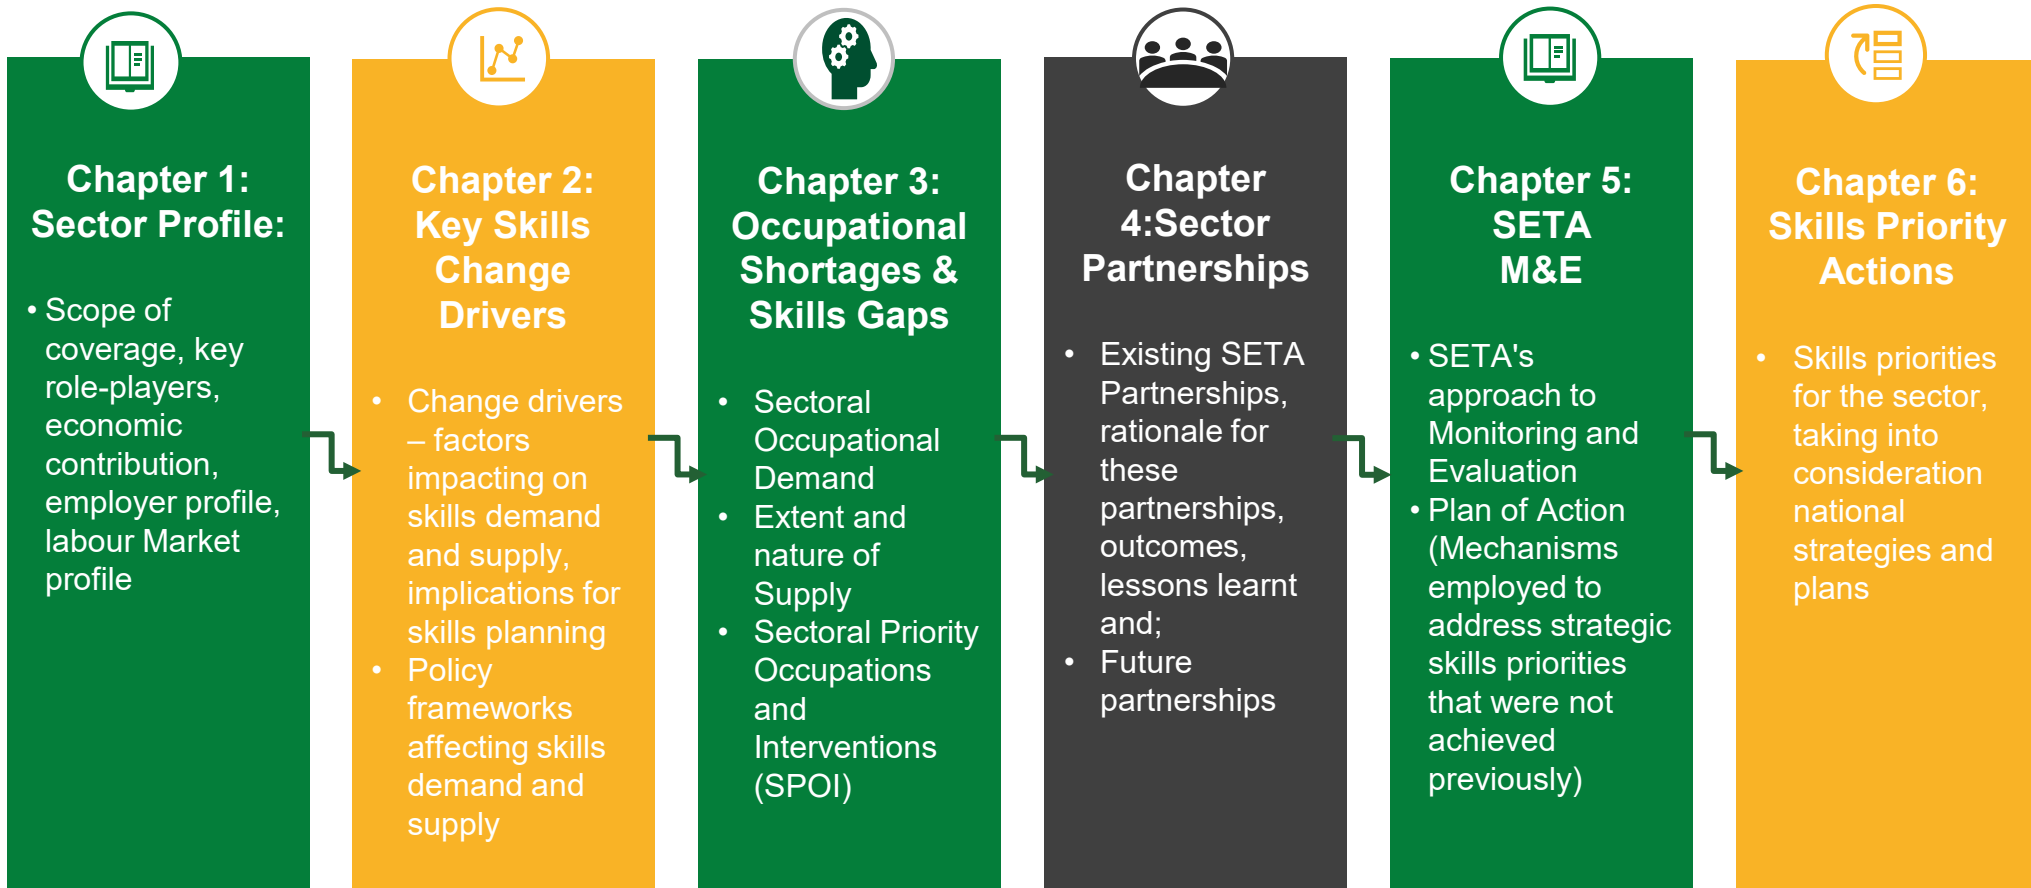 Chapter 1:
Sector Profile:
• Scope of
coverage, key
role-players,
economic
contribution,
employer profile,
labour Market
profile
Chapter 2:
Key Skills
Change
Drivers
• Change drivers
– factors
impacting on
skills demand
and supply,
implications for
skills planning
• Policy
frameworks
affecting skills
demand and
supply
Chapter 3:
Occupational
Shortages &
Skills Gaps
• Sectoral
Occupational
Demand
• Extent and
nature of
Supply
• Sectoral Priority
Occupations
and
Interventions
(SPOI)
Chapter
4:Sector
Partnerships
• Existing SETA
Partnerships,
rationale for
these
partnerships,
outcomes,
lessons learnt
and;
• Future
partnerships
Chapter 5:
SETA
M&E
• SETA's
approach to
Monitoring and
Evaluation
• Plan of Action
(Mechanisms
employed to
address strategic
skills priorities
that were not
achieved
previously)
Chapter 6:
Skills Priority
Actions
• Skills priorities
for the sector,
taking into
consideration
national
strategies and
plans